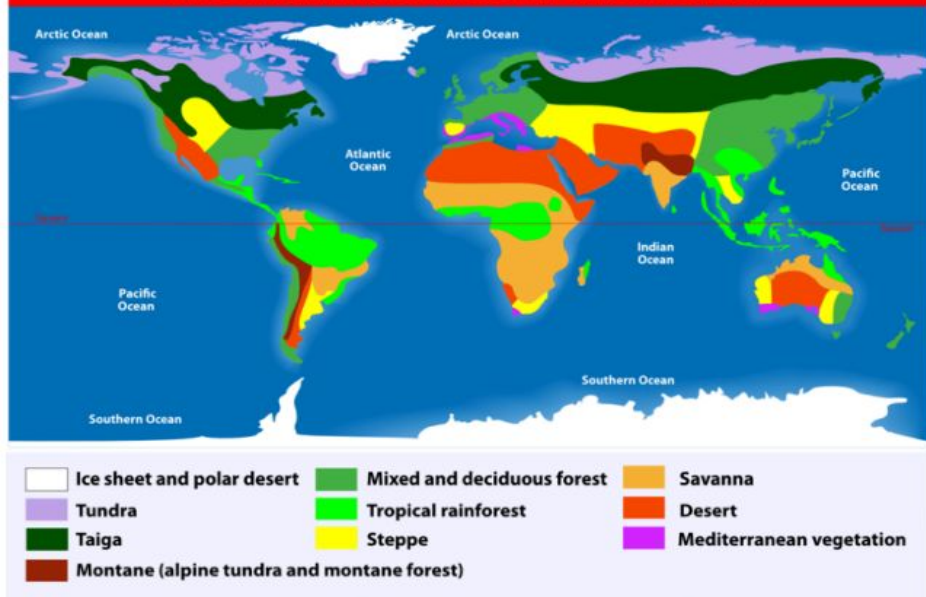 Arctic Ocean
Arctic Ocean
Atlantic
Ocean
Pacific
Ocean
Indian
Ocean
Pacific
Ocean
Southern Ocean
Southern Ocean
Ice sheet and polar desert
Mixed and deciduous forest
Savanna
Tundra
Tropical rainforest
Desert
Taiga
Steppe
Mediterranean vegetation
Montane (alpine tundra and montane forest)